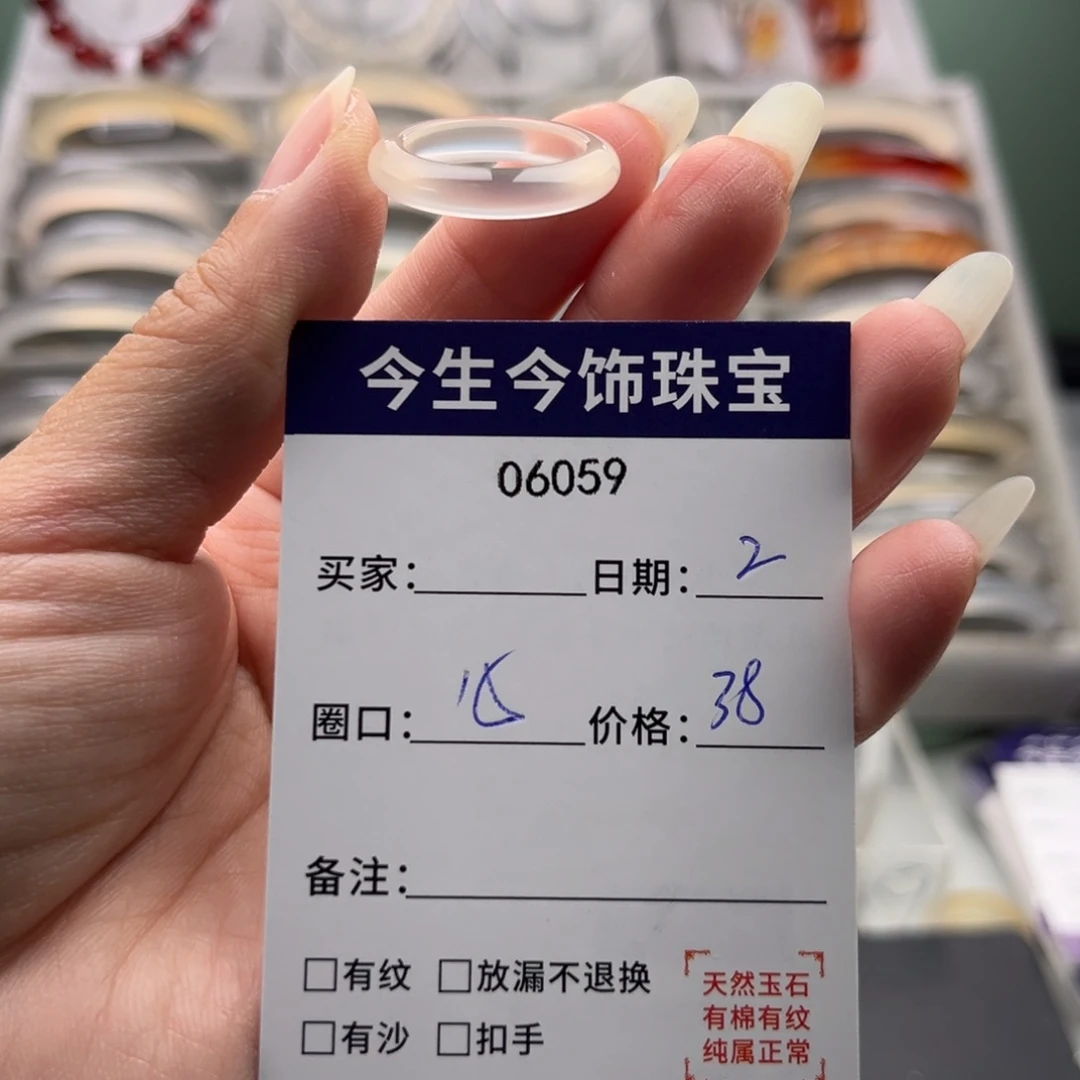 今生今饰珠宝
06059
买家: 日期: 2
圈口: 价格: 38
备注:
□有纹 □放漏不退换
□有沙 □扣手
天然玉石
有棉有纹
纯属正常